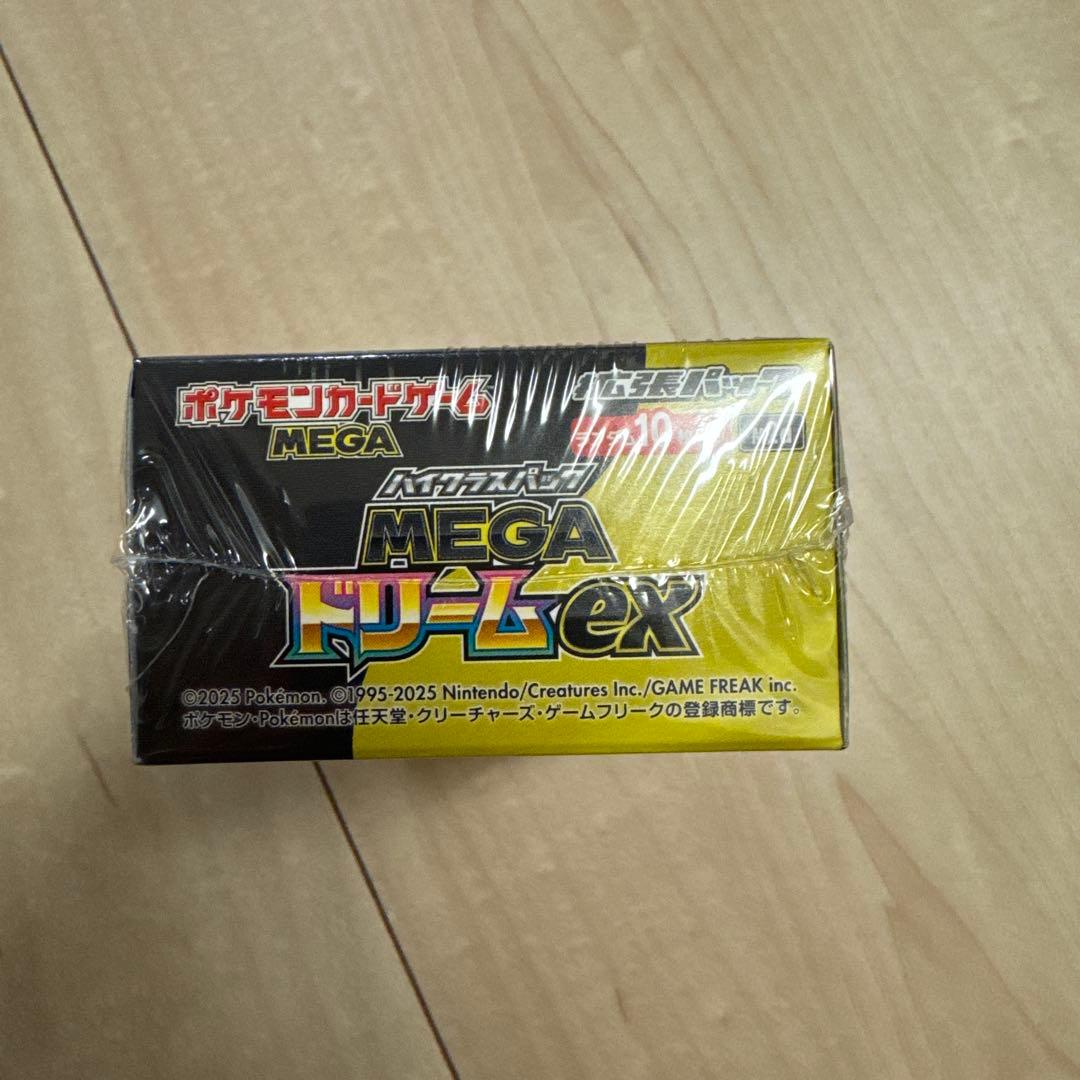 ポケモンカードゲーム
MEGA
拡張パック
10
ハイクラスパック
MEGA
ドリームex
©2025 Pokémon. ©1995-2025 Nintendo/Creatures Inc./GAME FREAK inc.
ポケモン・Pokémonは任天堂・クリーチャーズ・ゲームフリークの登録商標です。